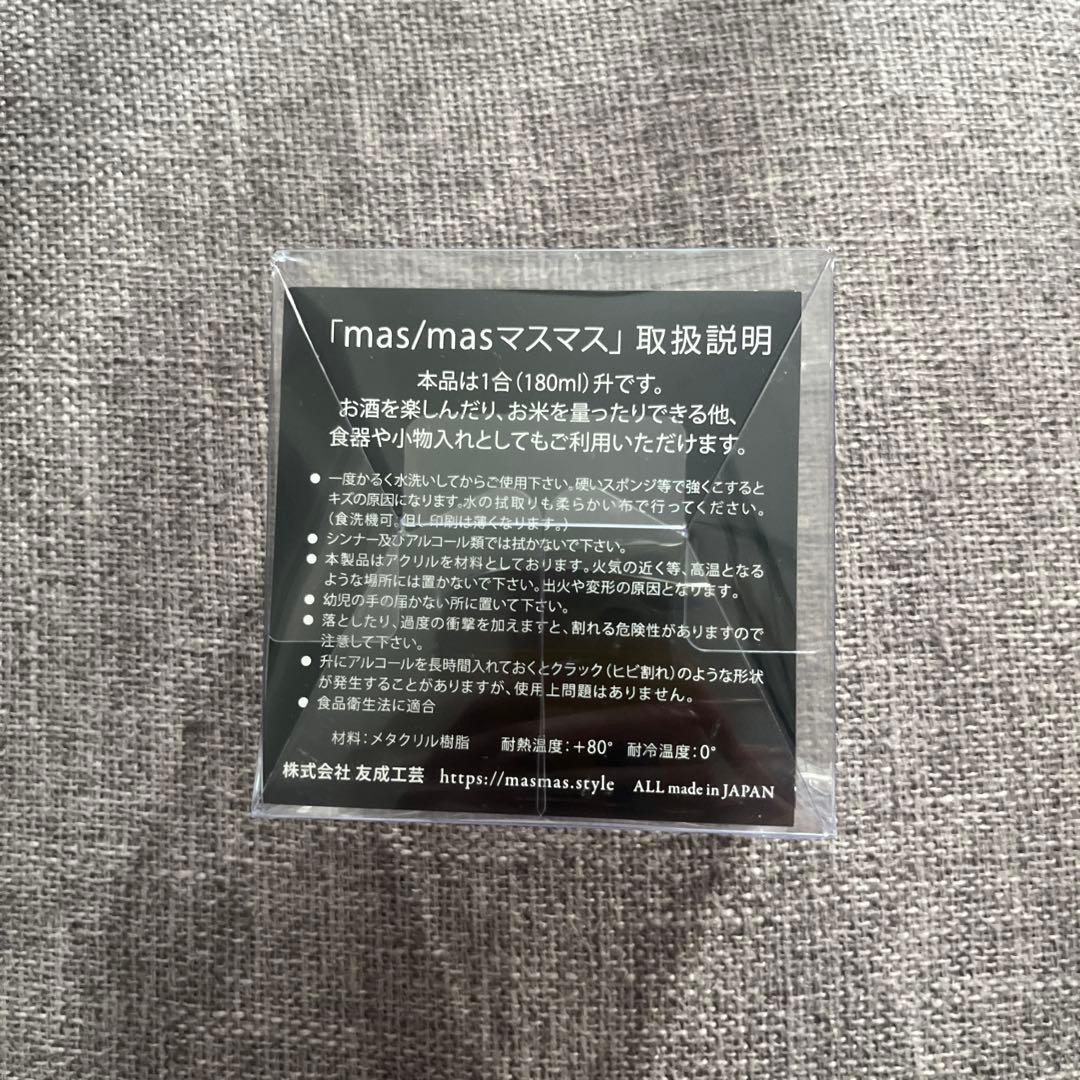 「mas/masマスマス」取扱説明
本品は1合(180ml)升です。
お酒を楽しんだり、お米を量ったりできる他、
食器や小物入れとしてもご利用いただけます。
● 一度かるく水洗いしてからご使用下さい。硬いスポンジ等で強くこすると
キズの原因になります。水の拭取りも柔らかい布で行ってください。
(食洗機可。但し印刷は薄くなります。)
● シンナー及びアルコール類では拭かないで下さい。
● 本製品はアクリルを材料としております。火気の近く等、高温となる
ような場所には置かないで下さい。出火や変形の原因となります。
● 幼児の手の届かない所に置いて下さい。
● 落としたり、過度の衝撃を加えますと、割れる危険性がありますので
注意して下さい。
● 升にアルコールを長時間入れておくとクラック(ヒビ割れ)のような形状
が発生することがありますが、使用上問題はありません。
● 食品衛生法に適合
材料:メタクリル樹脂 耐熱温度:+80° 耐冷温度:0°
株式会社 友成工芸 https://masmas.style ALL made in JAPAN